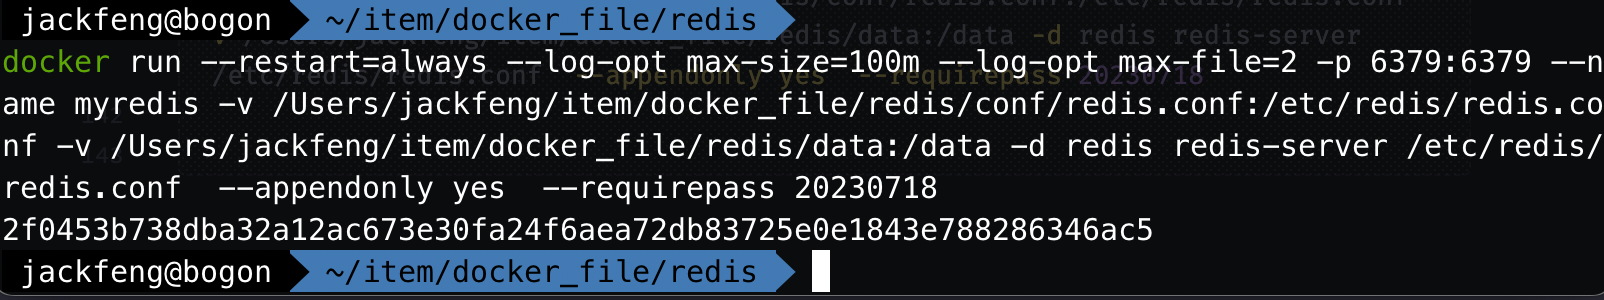 jackfeng@bogon ~/item/docker_file/redis
docker run --restart=always --log-opt max-size=100m --log-opt max-file=2 -p 6379:6379 --n
ame myredis -v /Users/jackfeng/item/docker_file/redis/conf/redis.conf:/etc/redis/redis.co
nf -v /Users/jackfeng/item/docker_file/redis/data:/data -d redis redis-server /etc/redis/
redis.conf  --appendonly yes  --requirepass 20230718
2f0453b738dba32a12ac673e30fa24f6aea72db83725e0e1843e788286346ac5
jackfeng@bogon ~/item/docker_file/redis